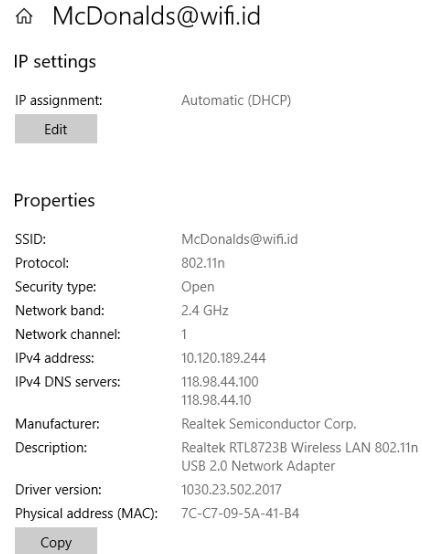 McDonalds@wifi.id
IP settings
IP assignment: Automatic (DHCP)
Edit
Properties
SSID: McDonalds@wifi.id
Protocol: 802.11n
Security type: Open
Network band: 2.4 GHz
Network channel: 1
IPv4 address: 10.120.189.244
IPv4 DNS servers: 118.98.44.100
118.98.44.10
Manufacturer: Realtek Semiconductor Corp.
Description: Realtek RTL8723B Wireless LAN 802.11n
USB 2.0 Network Adapter
Driver version: 1030.23.502.2017
Physical address (MAC): 7C-C7-09-5A-41-B4
Copy